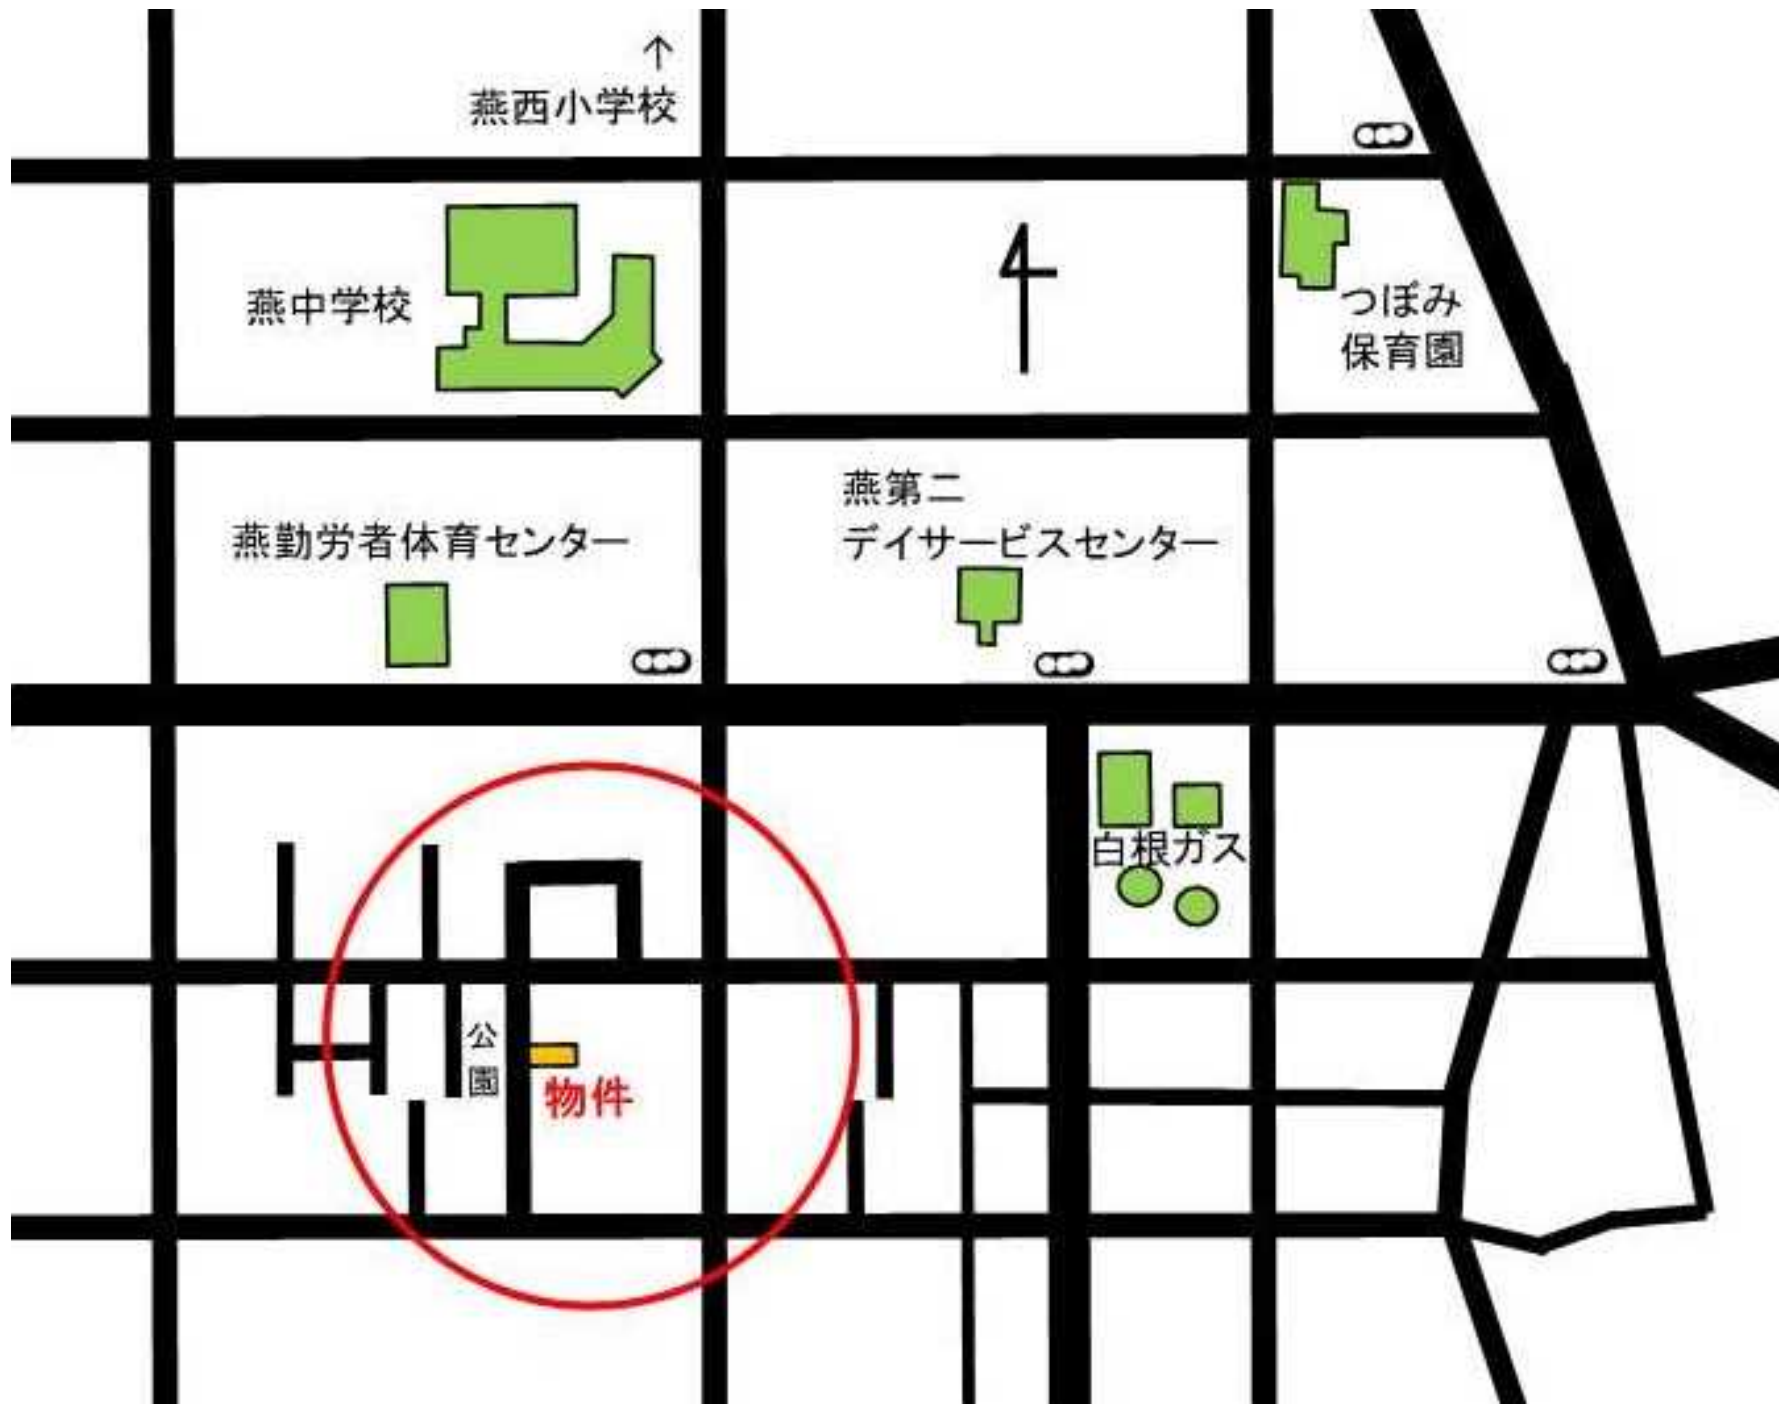 ↑
燕西小学校
燕中学校
つぼみ
保育園
燕第二
デイサービスセンター
燕勤労者体育センター
白根ガス
公
園
物件